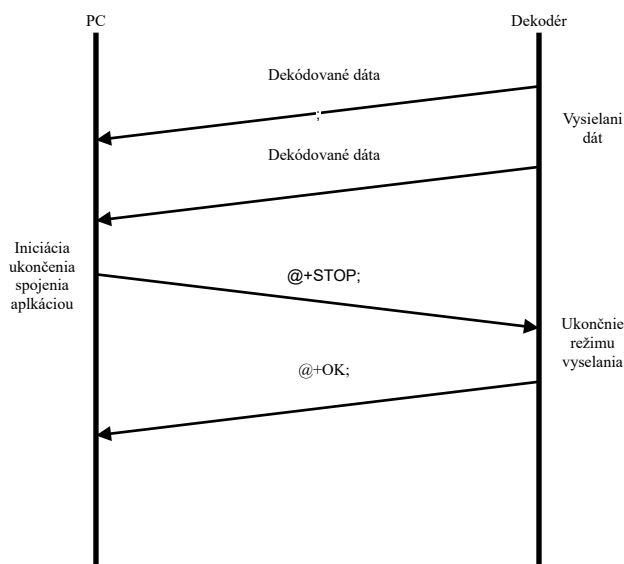 PC
Dekodér
Dekódované dáta
;
Vysielani
dát
Dekódované dáta
Iniciácia
ukončenia
spojenia
aplkáciou
@+STOP;
Ukončnie
režimu
vyselania
@+OK;